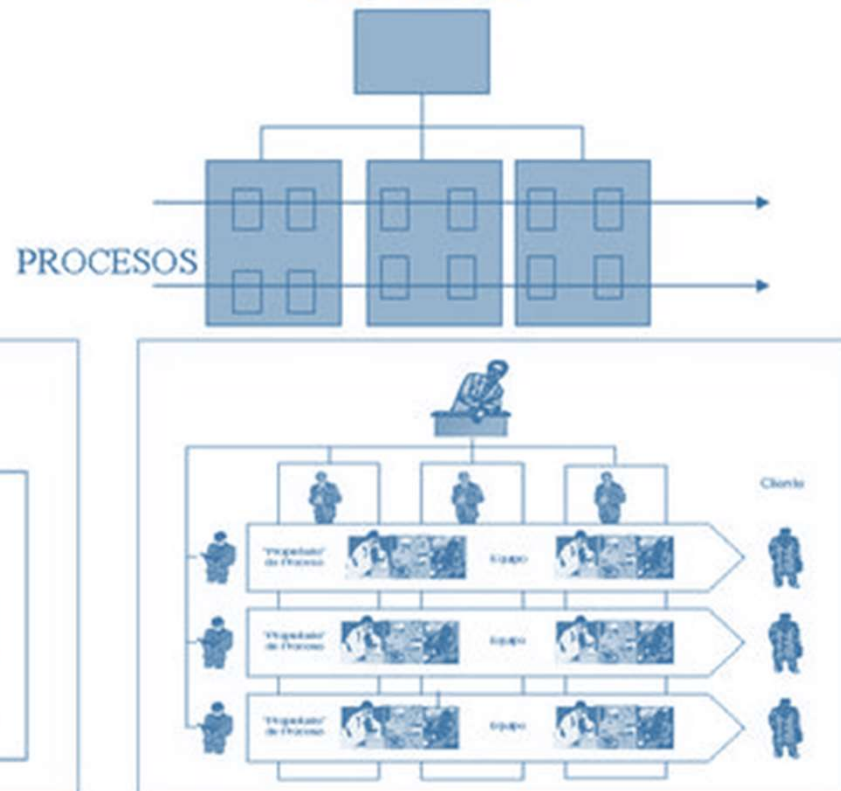 PROCESOS
Cliente
"Propietario"
de Proceso
Equipo
"Propietario"
de Proceso
Equipo
"Propietario"
de Proceso
Equipo